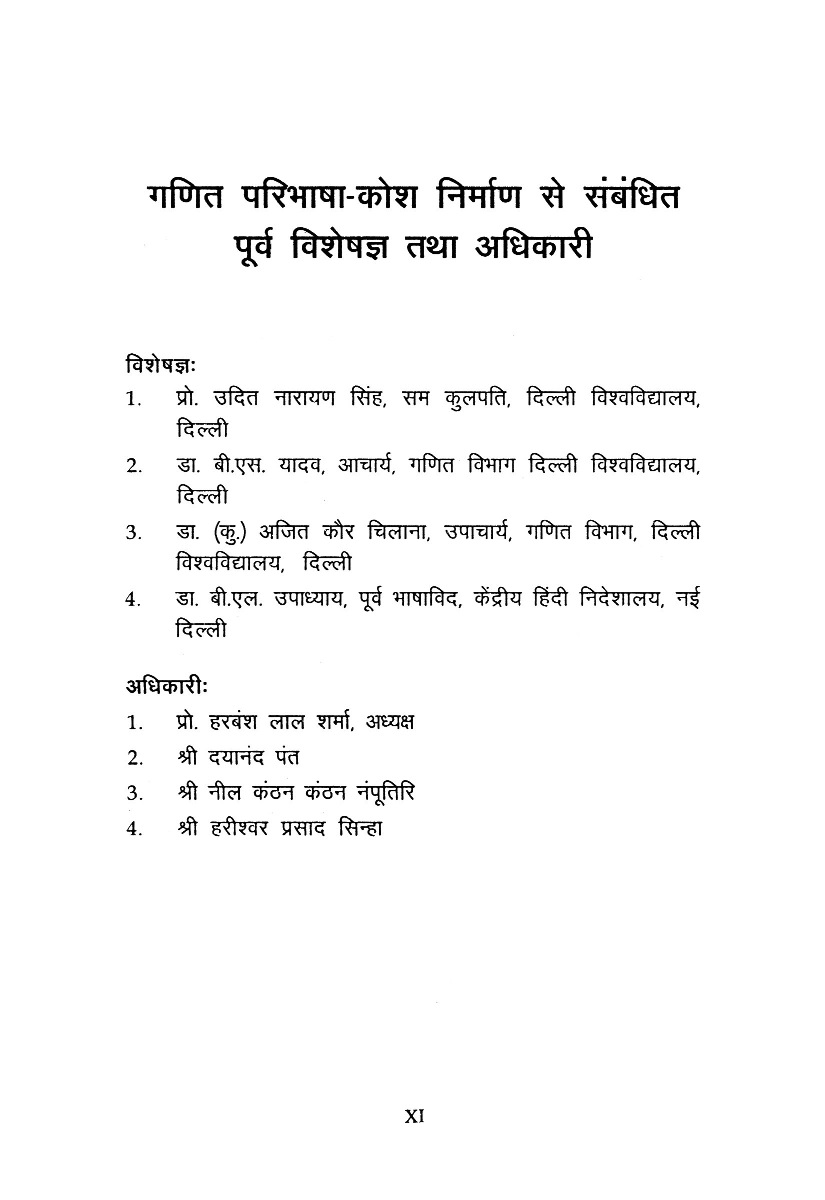 गणित परिभाषा-कोश निर्माण से संबंधित
पूर्व विशेषज्ञ तथा अधिकारी
विशेषज्ञः
1. प्रो. उदित नारायण सिंह, सम कुलपति, दिल्ली विश्वविद्यालय,
दिल्ली
2. डा. बी.एस. यादव, आचार्य, गणित विभाग दिल्ली विश्वविद्यालय,
दिल्ली
3. डा. (कु.) अजित कौर चिलाना, उपाचार्य, गणित विभाग, दिल्ली
विश्वविद्यालय, दिल्ली
4. डा. बी.एल. उपाध्याय, पूर्व भाषाविद, केंद्रीय हिंदी निदेशालय, नई
दिल्ली
अधिकारीः
1. प्रो. हरबंश लाल शर्मा, अध्यक्ष
2. श्री दयानंद पंत
3. श्री नील कंठन कंठन नंपूतिरि
4. श्री हरीश्वर प्रसाद सिन्हा
XI